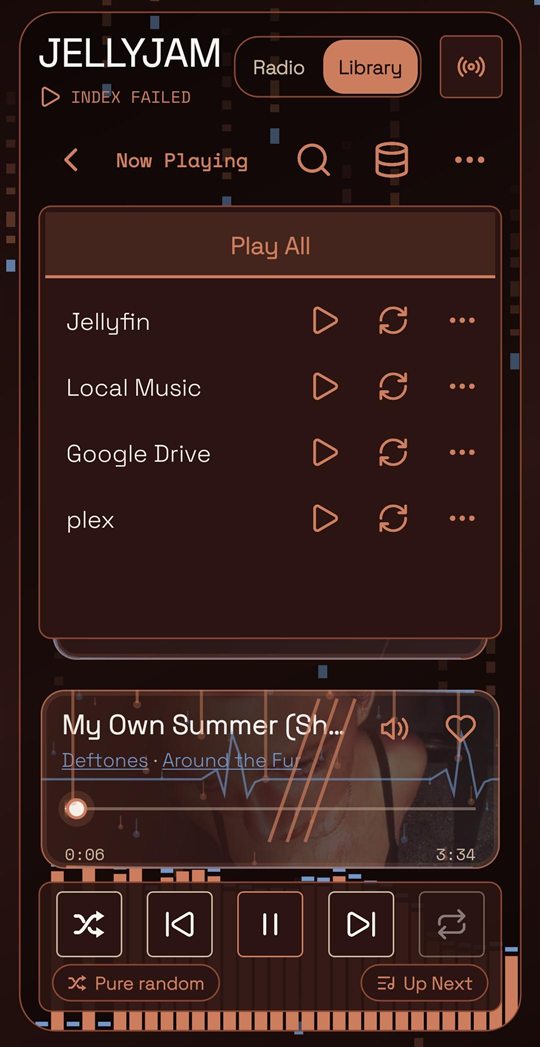 JELLYJAM
Radio
Library
INDEX FAILED
Now Playing
Play All
Jellyfin
Local Music
Google Drive
plex
My Own Summer (Sh...
Deftones · Around the Fur
0:06
3:34
Pure random
Up Next